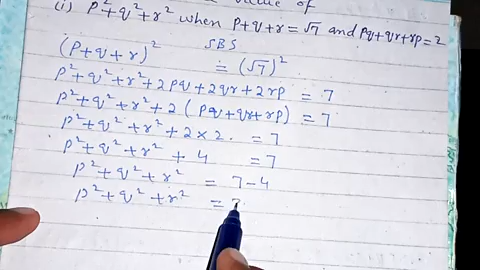 value of
(i) p²+q²+r² when p+q+r=√7 and pq+qr+rp=2
SBS
(p+q+r)² = (√7)²
p²+q²+r²+2pq+2qr+2rp = 7
p²+q²+r²+2(pq+qr+rp) = 7
p²+q²+r²+2×2. = 7
p²+q²+r² + 4 = 7
p²+q²+r² = 7-4
p²+q²+r² =